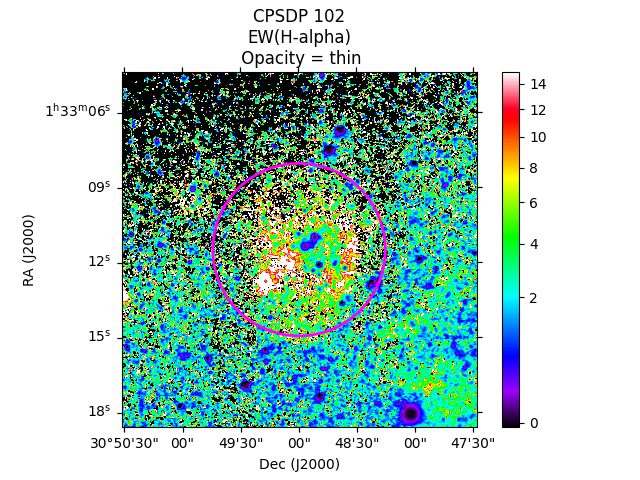 CPSDP 102
EW(H-alpha)
Opacity = thin
1ʰ33ᵐ06ˢ
09ˢ
12ˢ
15ˢ
18ˢ
RA (J2000)
30°50'30" 00" 49'30" 00" 48'30" 00" 47'30"
Dec (J2000)
14
12
10
8
6
4
2
0